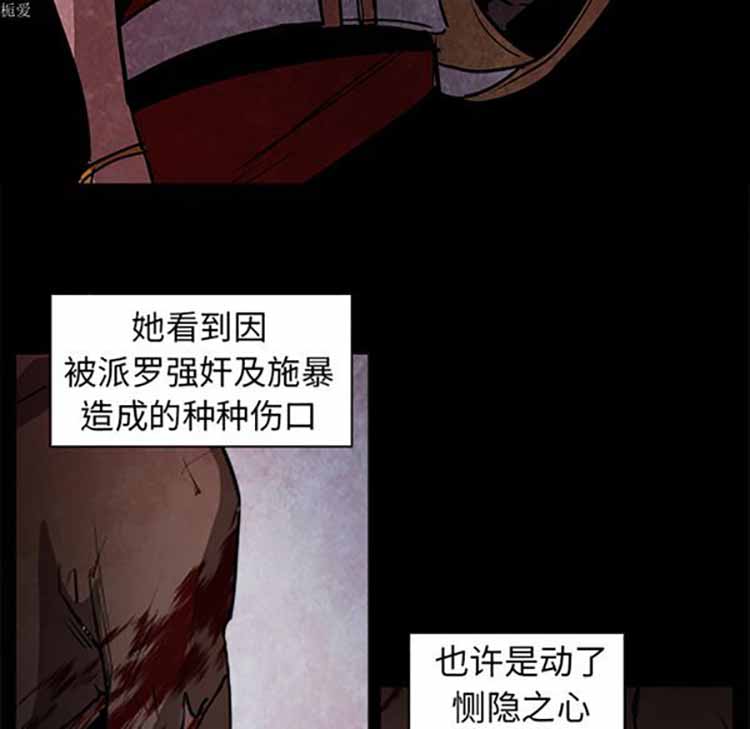 栀爱
她看到因
被派罗强奸及施暴
造成的种种伤口
也许是动了
恻隐之心